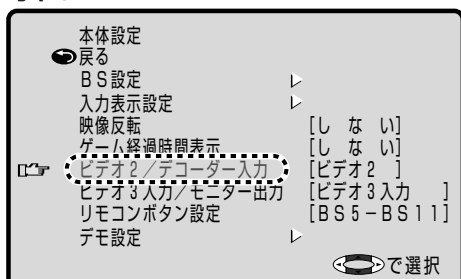 本体設定
戻る
BS設定
入力表示設定
映像反転 [しない]
ゲーム経過時間表示 [しない]
ビデオ2/デコーダー入力 [ビデオ2 ]
ビデオ3入力/モニター出力 [ビデオ3入力 ]
リモコンボタン設定 [BS5-BS11]
デモ設定
で選択